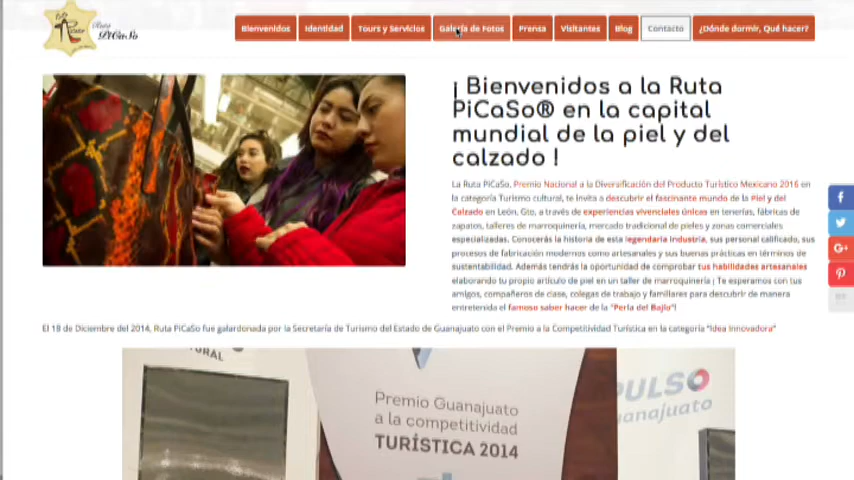 Ruta
PiCaSo
Bienvenidos
Identidad
Tours y Servicios
Galería de Fotos
Prensa
Visitantes
Blog
Contacto
¿Dónde dormir, Qué hacer?
¡ Bienvenidos a la Ruta
PiCaSo® en la capital
mundial de la piel y del
calzado !
La Ruta PiCaSo, Premio Nacional a la Diversificación del Producto Turístico Mexicano 2016 en
la categoría Turismo cultural, te invita a descubrir el fascinante mundo de la Piel y del
Calzado en León, Gto, a través de experiencias vivenciales únicas en tenerías, fábricas de
zapatos, talleres de marroquinería, mercado tradicional de pieles y zonas comerciales
especializadas. Conocerás la historia de esta legendaria industria, sus personal calificado, sus
procesos de fabricación modernos como artesanales y sus buenas prácticas en términos de
sustentabilidad. Además tendrás la oportunidad de comprobar tus habilidades artesanales
elaborando tu propio artículo de piel en un taller de marroquinería ¡ Te esperamos con tus
amigos, compañeros de clase, colegas de trabajo y familiares para descubrir de manera
entretenida el famoso saber hacer de la "Perla del Bajío"!
El 18 de Diciembre del 2014, Ruta PiCaSo fue galardonada por la Secretaría de Turismo del Estado de Guanajuato con el Premio a la Competitividad Turística en la categoría "Idea Innovadora"
URAL
Premio Guanajuato
a la competitividad
TURÍSTICA 2014
PULSO
uanajuato